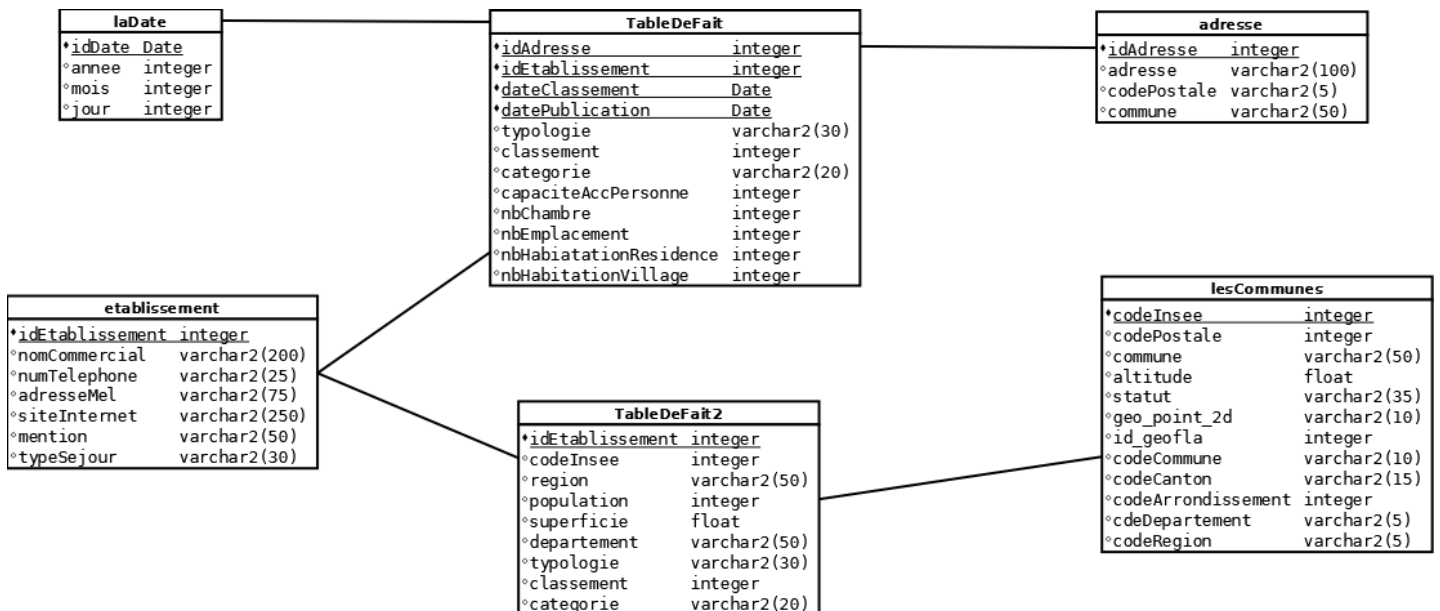 laDate
idDate Date
annee integer
mois integer
jour integer
TableDeFait
idAdresse integer
idEtablissement integer
dateClassement Date
datePublication Date
typologie varchar2(30)
classement integer
categorie varchar2(20)
capaciteAccPersonne integer
nbChambre integer
nbEmplacement integer
nbHabiatationResidence integer
nbHabitationVillage integer
adresse
idAdresse integer
adresse varchar2(100)
codePostale varchar2(5)
commune varchar2(50)
etablissement
idEtablissement integer
nomCommercial varchar2(200)
numTelephone varchar2(25)
adresseMel varchar2(75)
siteInternet varchar2(250)
mention varchar2(50)
typeSejour varchar2(30)
TableDeFait2
idEtablissement integer
codeInsee integer
region varchar2(50)
population integer
superficie float
departement varchar2(50)
typologie varchar2(30)
classement integer
categorie varchar2(20)
lesCommunes
codeInsee integer
codePostale integer
commune varchar2(50)
altitude float
statut varchar2(35)
geo_point_2d varchar2(10)
id_geofla integer
codeCommune varchar2(10)
codeCanton varchar2(15)
codeArrondissement integer
cdeDepartement varchar2(5)
codeRegion varchar2(5)